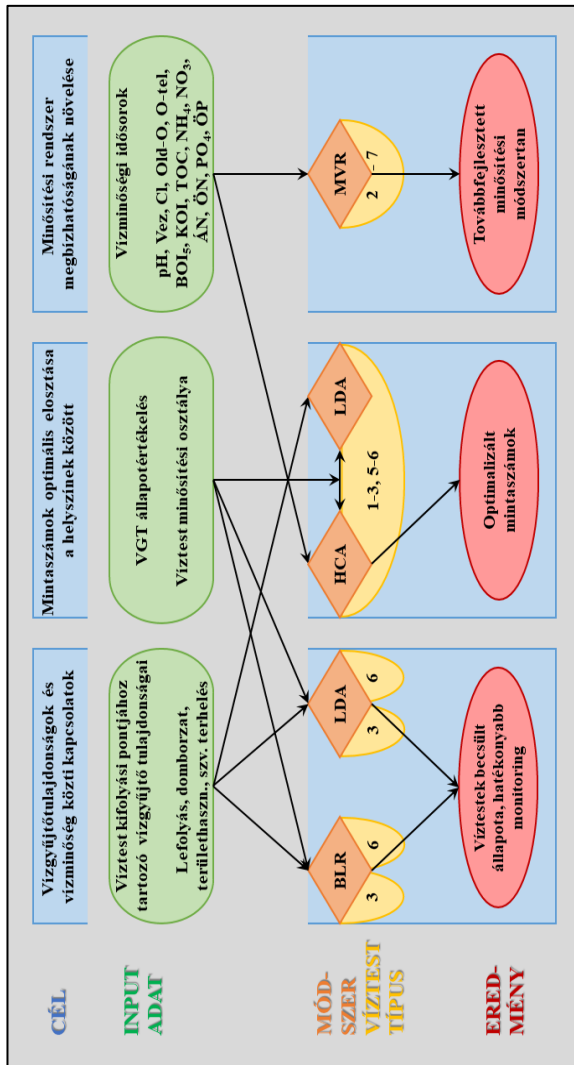 CÉL
Vízgyűjtőtulajdonságok és
vízminőség közti kapcsolatok
Mintaszámok optimális elosztása
a helyszínek között
Minősítési rendszer
megbízhatóságának növelése
INPUT
ADAT
Víztest kifolyási pontjához
tartozó vízgyűjtő tulajdonságai
Lefolyás, domborzat,
területhaszn., szv. terhelés
VGT állapotértékelés
Víztest minősítési osztálya
Vízminőségi idősorok
pH, Vez, Cl, Old-O, O-tel,
BOI5, KOI, TOC, NH4, NO3,
ÁN, ÖN, PO4, ÖP
MÓD-
SZER
VÍZTEST
TÍPUS
BLR
3
6
LDA
3
6
HCA
LDA
1-3, 5-6
MVR
2 - 7
ERED-
MÉNY
Víztestek becsült
állapota, hatékonyabb
monitoring
Optimalizált
mintaszámok
Továbbfejlesztett
minősítési
módszertan